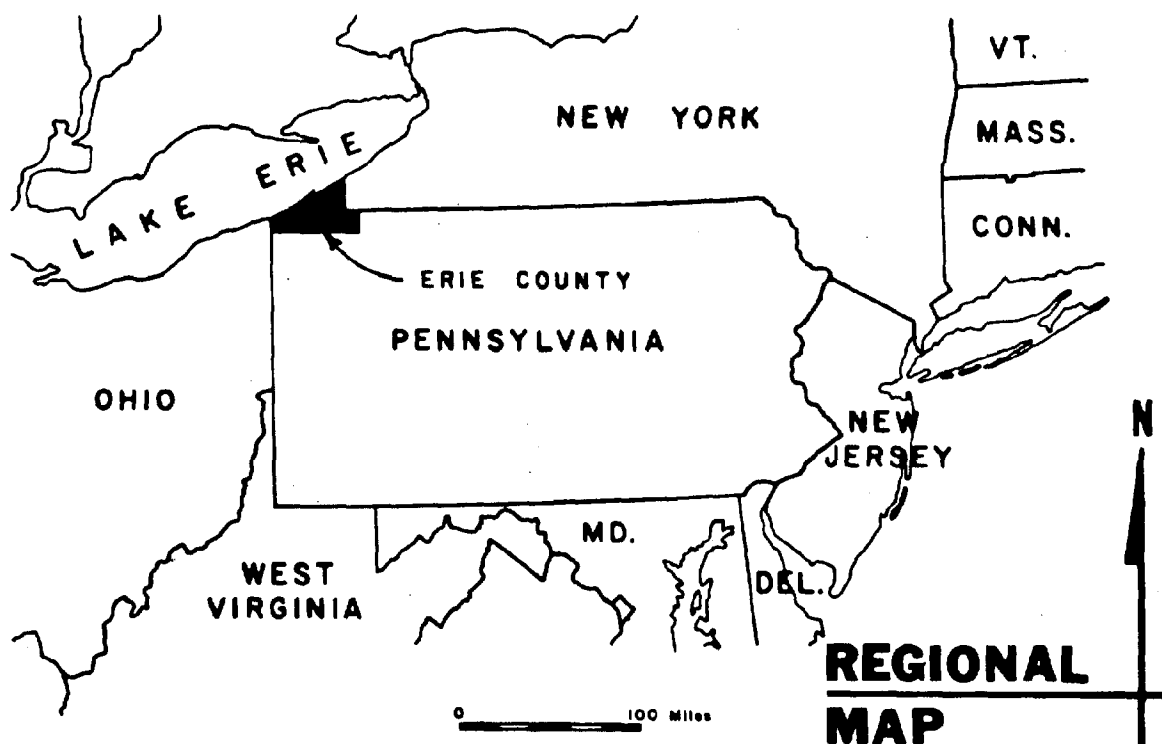 VT.
NEW YORK
MASS.
LAKE ERIE
CONN.
ERIE COUNTY
PENNSYLVANIA
OHIO
NEW
JERSEY
N
MD.
WEST
VIRGINIA
DEL.
REGIONAL
MAP
0 100 Miles